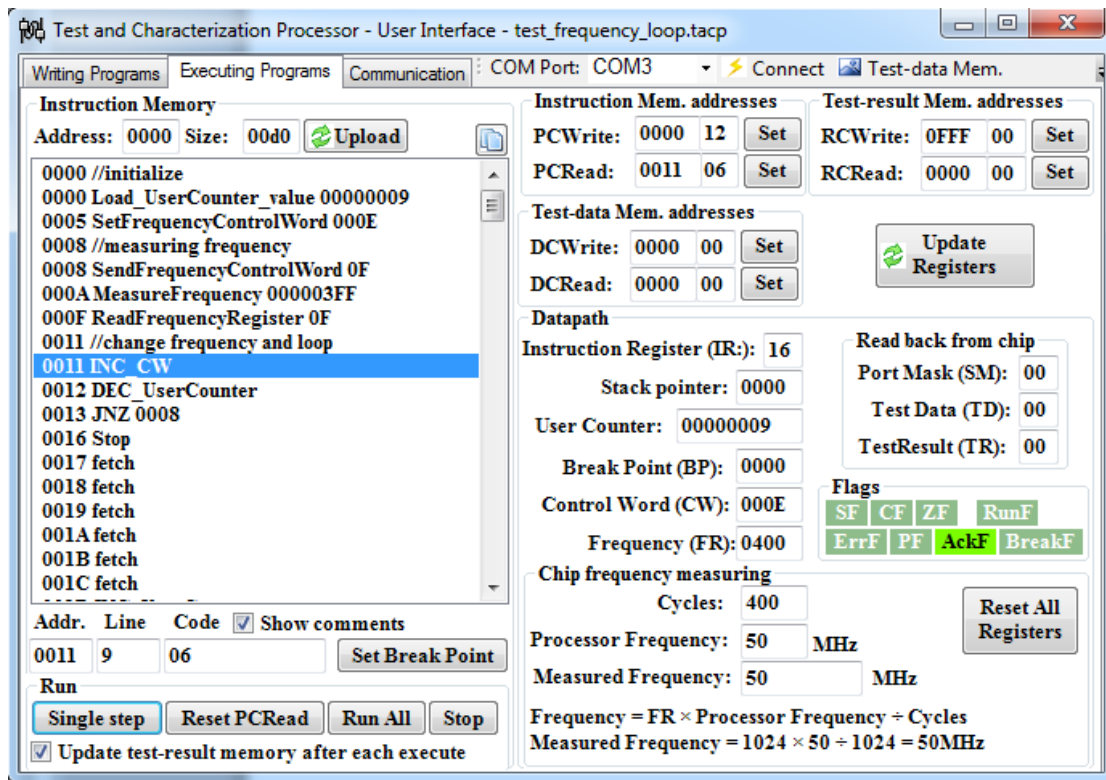 Test and Characterization Processor - User Interface - test_frequency_loop.tacp
Writing Programs Executing Programs Communication COM Port: COM3 Connect Test-data Mem.
Instruction Memory
Address: 0000 Size: 00d0 Upload
0000 //initialize
0000 Load_UserCounter_value 00000009
0005 SetFrequencyControlWord 000E
0008 //measuring frequency
0008 SendFrequencyControlWord 0F
000A MeasureFrequency 000003FF
000F ReadFrequencyRegister 0F
0011 //change frequency and loop
0011 INC_CW
0012 DEC_UserCounter
0013 JNZ 0008
0016 Stop
0017 fetch
0018 fetch
0019 fetch
001A fetch
001B fetch
001C fetch
Addr. Line Code Show comments
0011 9 06 Set Break Point
Run
Single step Reset PCRead Run All Stop
Update test-result memory after each execute
Instruction Mem. addresses
PCWrite: 0000 12 Set
PCRead: 0011 06 Set
Test-result Mem. addresses
RCWrite: 0FFF 00 Set
RCRead: 0000 00 Set
Test-data Mem. addresses
DCWrite: 0000 00 Set
DCRead: 0000 00 Set
Update
Registers
Datapath
Instruction Register (IR:): 16
Stack pointer: 0000
User Counter: 00000009
Break Point (BP): 0000
Control Word (CW): 000E
Frequency (FR): 0400
Read back from chip
Port Mask (SM): 00
Test Data (TD): 00
TestResult (TR): 00
Flags
SF CF ZF RunF
ErrF PF AckF BreakF
Chip frequency measuring
Cycles: 400
Processor Frequency: 50 MHz
Measured Frequency: 50 MHz
Reset All
Registers
Frequency = FR × Processor Frequency ÷ Cycles
Measured Frequency = 1024 × 50 ÷ 1024 = 50MHz